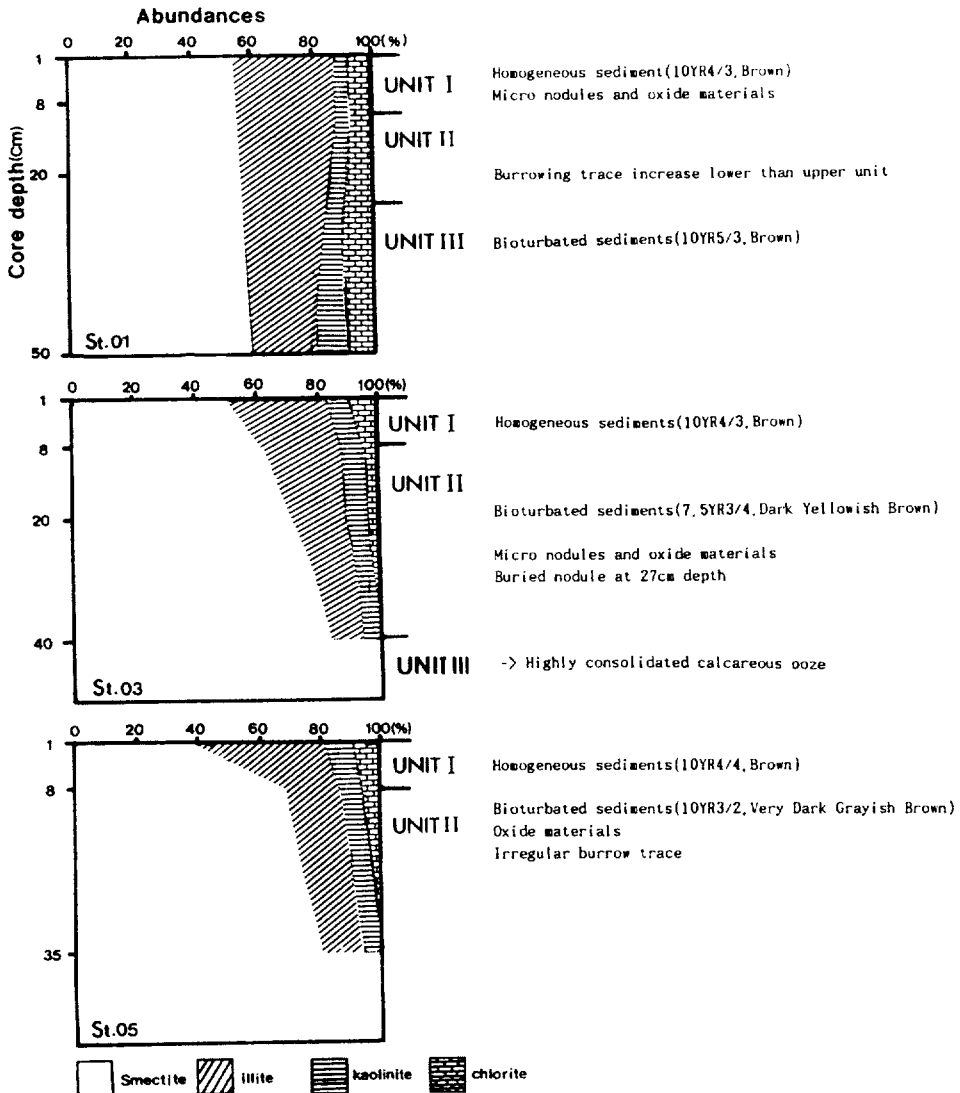 Abundances
0 20 40 60 80 100(%)
Core depth(cm)
1
8
20
50
UNIT I
Homogeneous sediment(10YR4/3, Brown)
Micro nodules and oxide materials
UNIT II
Burrowing trace increase lower than upper unit
UNIT III
Bioturbated sediments(10YR5/3, Brown)
St.01
0 20 40 60 80 100(%)
1
8
20
40
UNIT I
Homogeneous sediments(10YR4/3, Brown)
UNIT II
Bioturbated sediments(7,5YR3/4, Dark Yellowish Brown)
Micro nodules and oxide materials
Buried nodule at 27cm depth
UNIT III
-> Highly consolidated calcareous ooze
St.03
0 20 40 60 80 100(%)
1
8
35
UNIT I
Homogeneous sediments(10YR4/4, Brown)
UNIT II
Bioturbated sediments(10YR3/2, Very Dark Grayish Brown)
Oxide materials
Irregular burrow trace
St.05
Smectite illite kaolinite chlorite